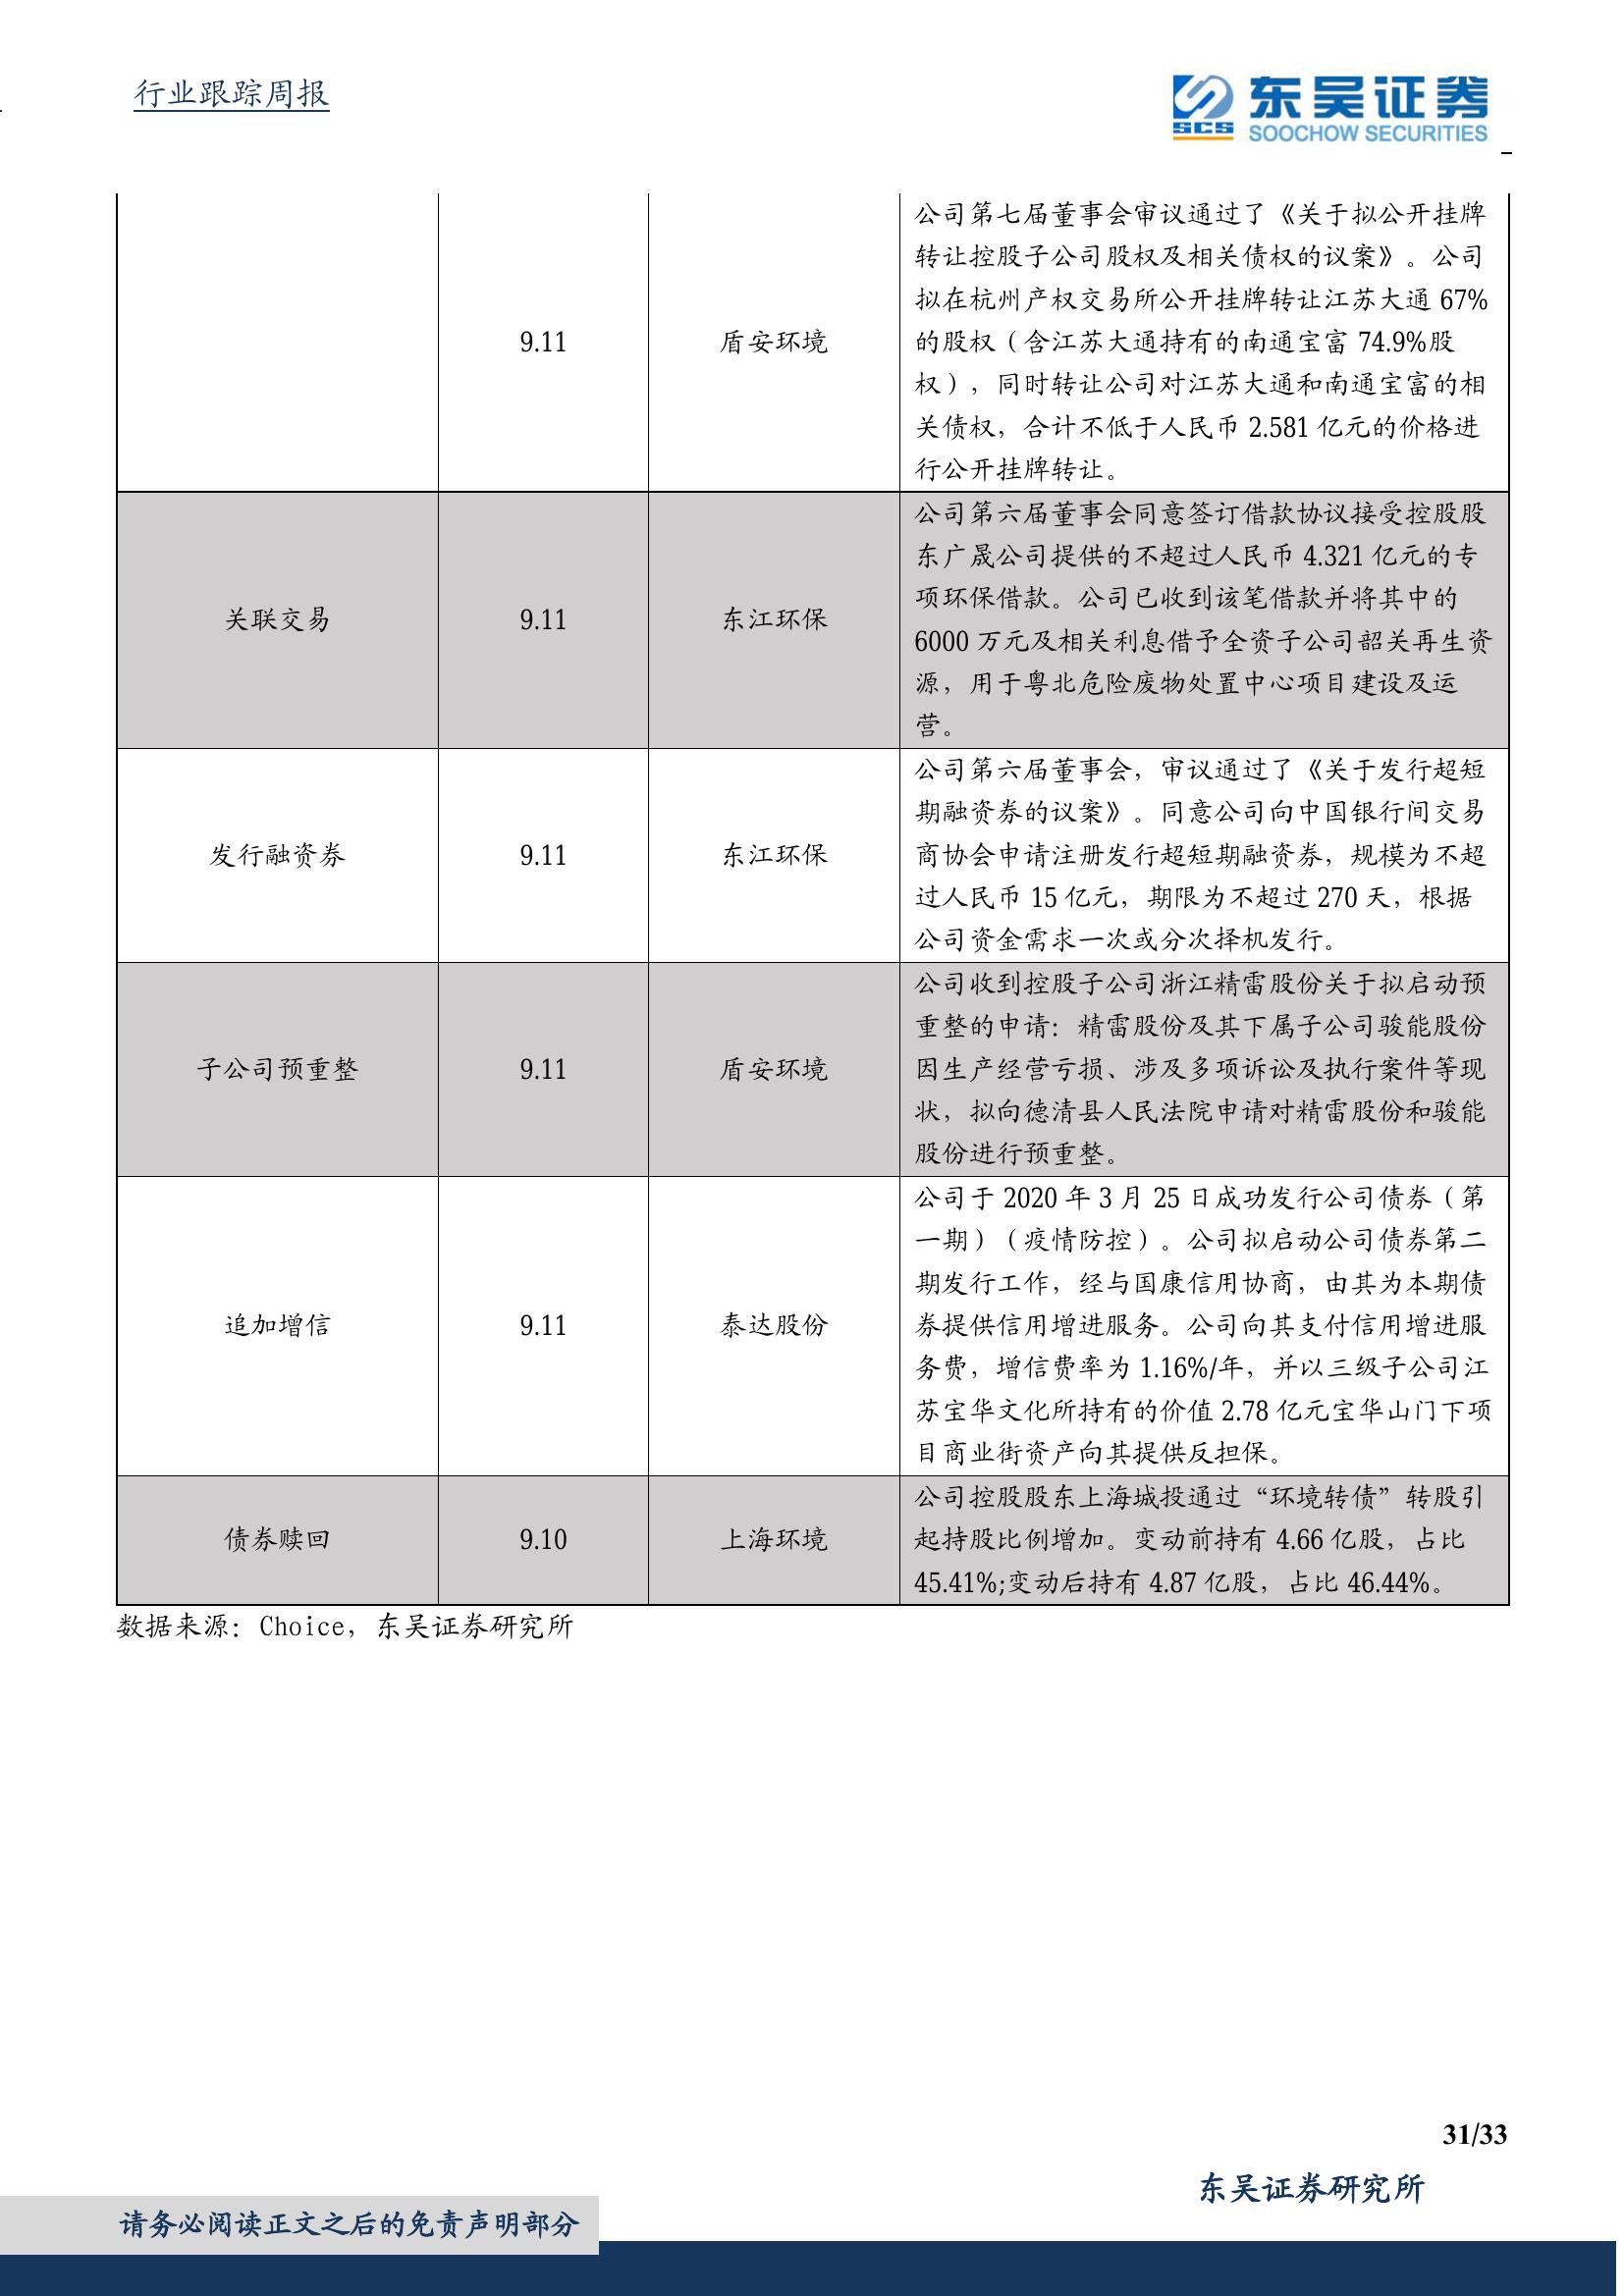 行业跟踪周报
东吴证券
SCS
SOOCHOW SECURITIES
公司第七届董事会审议通过了《关于拟公开挂牌
转让控股子公司股权及相关债权的议案》。公司
拟在杭州产权交易所公开挂牌转让江苏大通 67%
9.11 盾安环境 的股权（含江苏大通持有的南通宝富 74.9%股
权），同时转让公司对江苏大通和南通宝富的相
关债权，合计不低于人民币 2.581 亿元的价格进
行公开挂牌转让。
公司第六届董事会同意签订借款协议接受控股股
东广晟公司提供的不超过人民币 4.321 亿元的专
项环保借款。公司已收到该笔借款并将其中的
关联交易 9.11 东江环保 6000 万元及相关利息借予全资子公司韶关再生资
源，用于粤北危险废物处置中心项目建设及运
营。
公司第六届董事会，审议通过了《关于发行超短
期融资券的议案》。同意公司向中国银行间交易
发行融资券 9.11 东江环保 商协会申请注册发行超短期融资券，规模为不超
过人民币 15 亿元，期限为不超过 270 天，根据
公司资金需求一次或分次择机发行。
公司收到控股子公司浙江精雷股份关于拟启动预
重整的申请：精雷股份及其下属子公司骏能股份
子公司预重整 9.11 盾安环境 因生产经营亏损、涉及多项诉讼及执行案件等现
状，拟向德清县人民法院申请对精雷股份和骏能
股份进行预重整。
公司于 2020 年 3 月 25 日成功发行公司债券（第
一期）（疫情防控）。公司拟启动公司债券第二
期发行工作，经与国康信用协商，由其为本期债
追加增信 9.11 泰达股份 券提供信用增进服务。公司向其支付信用增进服
务费，增信费率为 1.16%/年，并以三级子公司江
苏宝华文化所持有的价值 2.78 亿元宝华山门下项
目商业街资产向其提供反担保。
公司控股股东上海城投通过“环境转债”转股引
债券赎回 9.10 上海环境 起持股比例增加。变动前持有 4.66 亿股，占比
45.41%;变动后持有 4.87 亿股，占比 46.44%。
数据来源：Choice，东吴证券研究所
31/33
东吴证券研究所
请务必阅读正文之后的免责声明部分